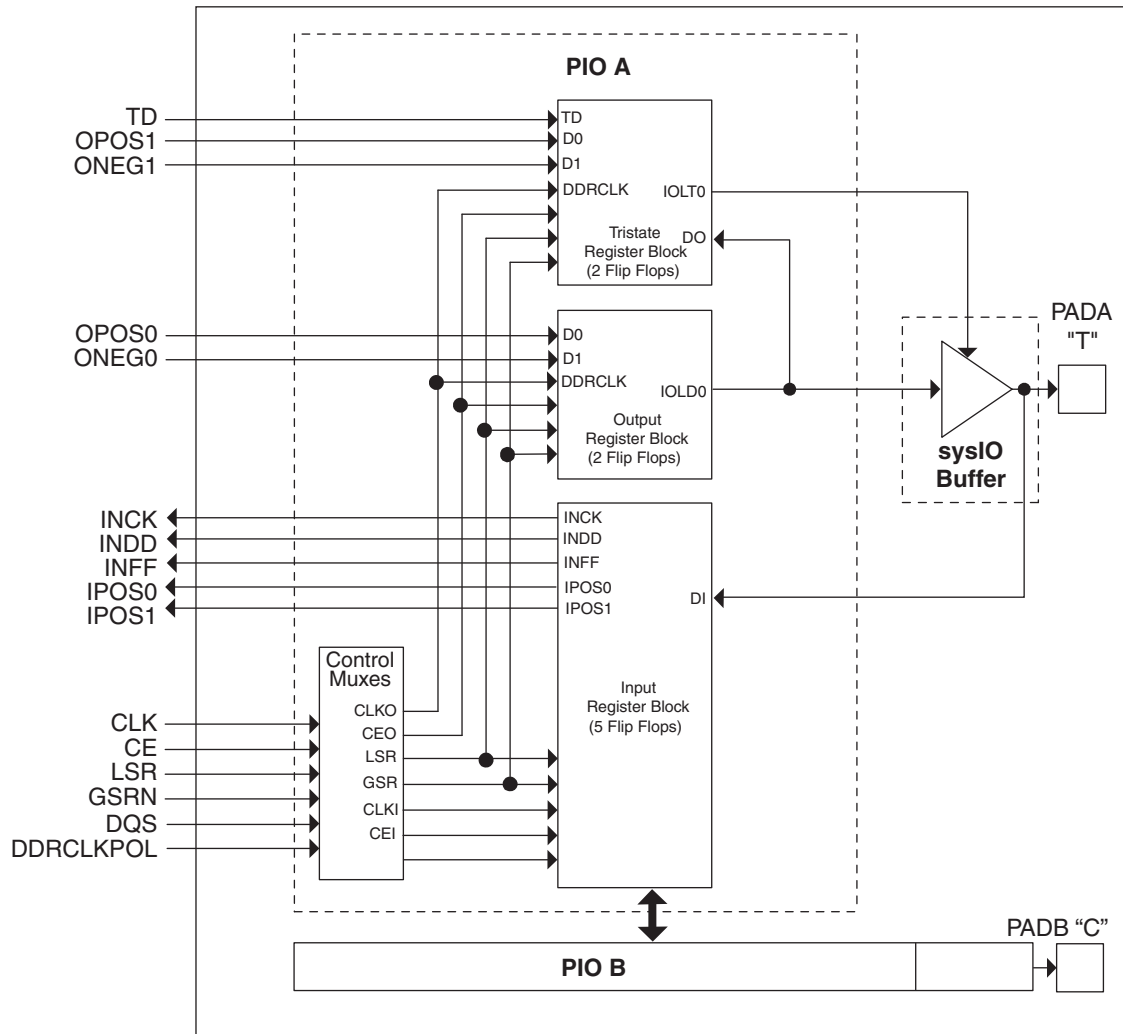 PIO A
TD
OPOS1
ONEG1
TD
D0
D1
DDRCLK
IOLT0
DO
Tristate
Register Block
(2 Flip Flops)
OPOS0
ONEG0
D0
D1
DDRCLK
IOLD0
Output
Register Block
(2 Flip Flops)
PADA
"T"
sysIO
Buffer
INCK
INDD
INFF
IPOS0
IPOS1
INCK
INDD
INFF
IPOS0
IPOS1
DI
Input
Register Block
(5 Flip Flops)
Control
Muxes
CLKO
CEO
LSR
GSR
CLKI
CEI
CLK
CE
LSR
GSRN
DQS
DDRCLKPOL
PADB “C”
PIO B